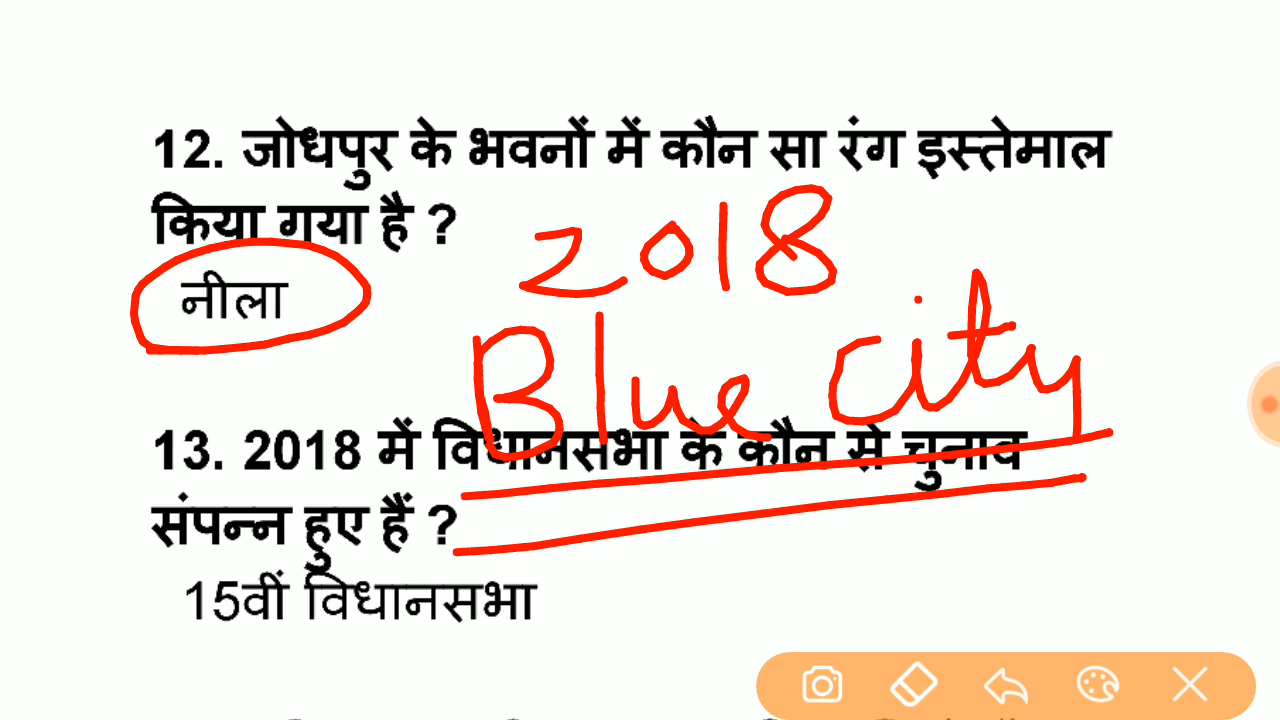 12. जोधपुर के भवनों में कौन सा रंग इस्तेमाल
किया गया है ?
2018
नीला
Blue city
13. 2018 में विधानसभा के कौन से चुनाव
संपन्न हुए हैं ?
15वीं विधानसभा